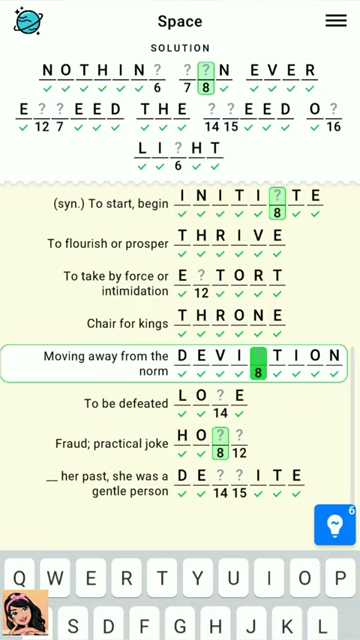 Space
SOLUTION
N O T H I N ? ? ? N E V E R
6 7 8
E ? ? E E D T H E ? ? E E D O ?
12 7 14 15 16
L I ? H T
6
(syn.) To start, begin I N I T I ? T E
8
To flourish or prosper T H R I V E
To take by force or intimidation E ? T O R T
12
Chair for kings T H R O N E
Moving away from the norm D E V I ? T I O N
8
To be defeated L O ? E
14
Fraud; practical joke H O ? ?
8 12
__ her past, she was a gentle person D E ? ? I T E
14 15
6
Q W E R T Y U I O P
S D F G H J K L